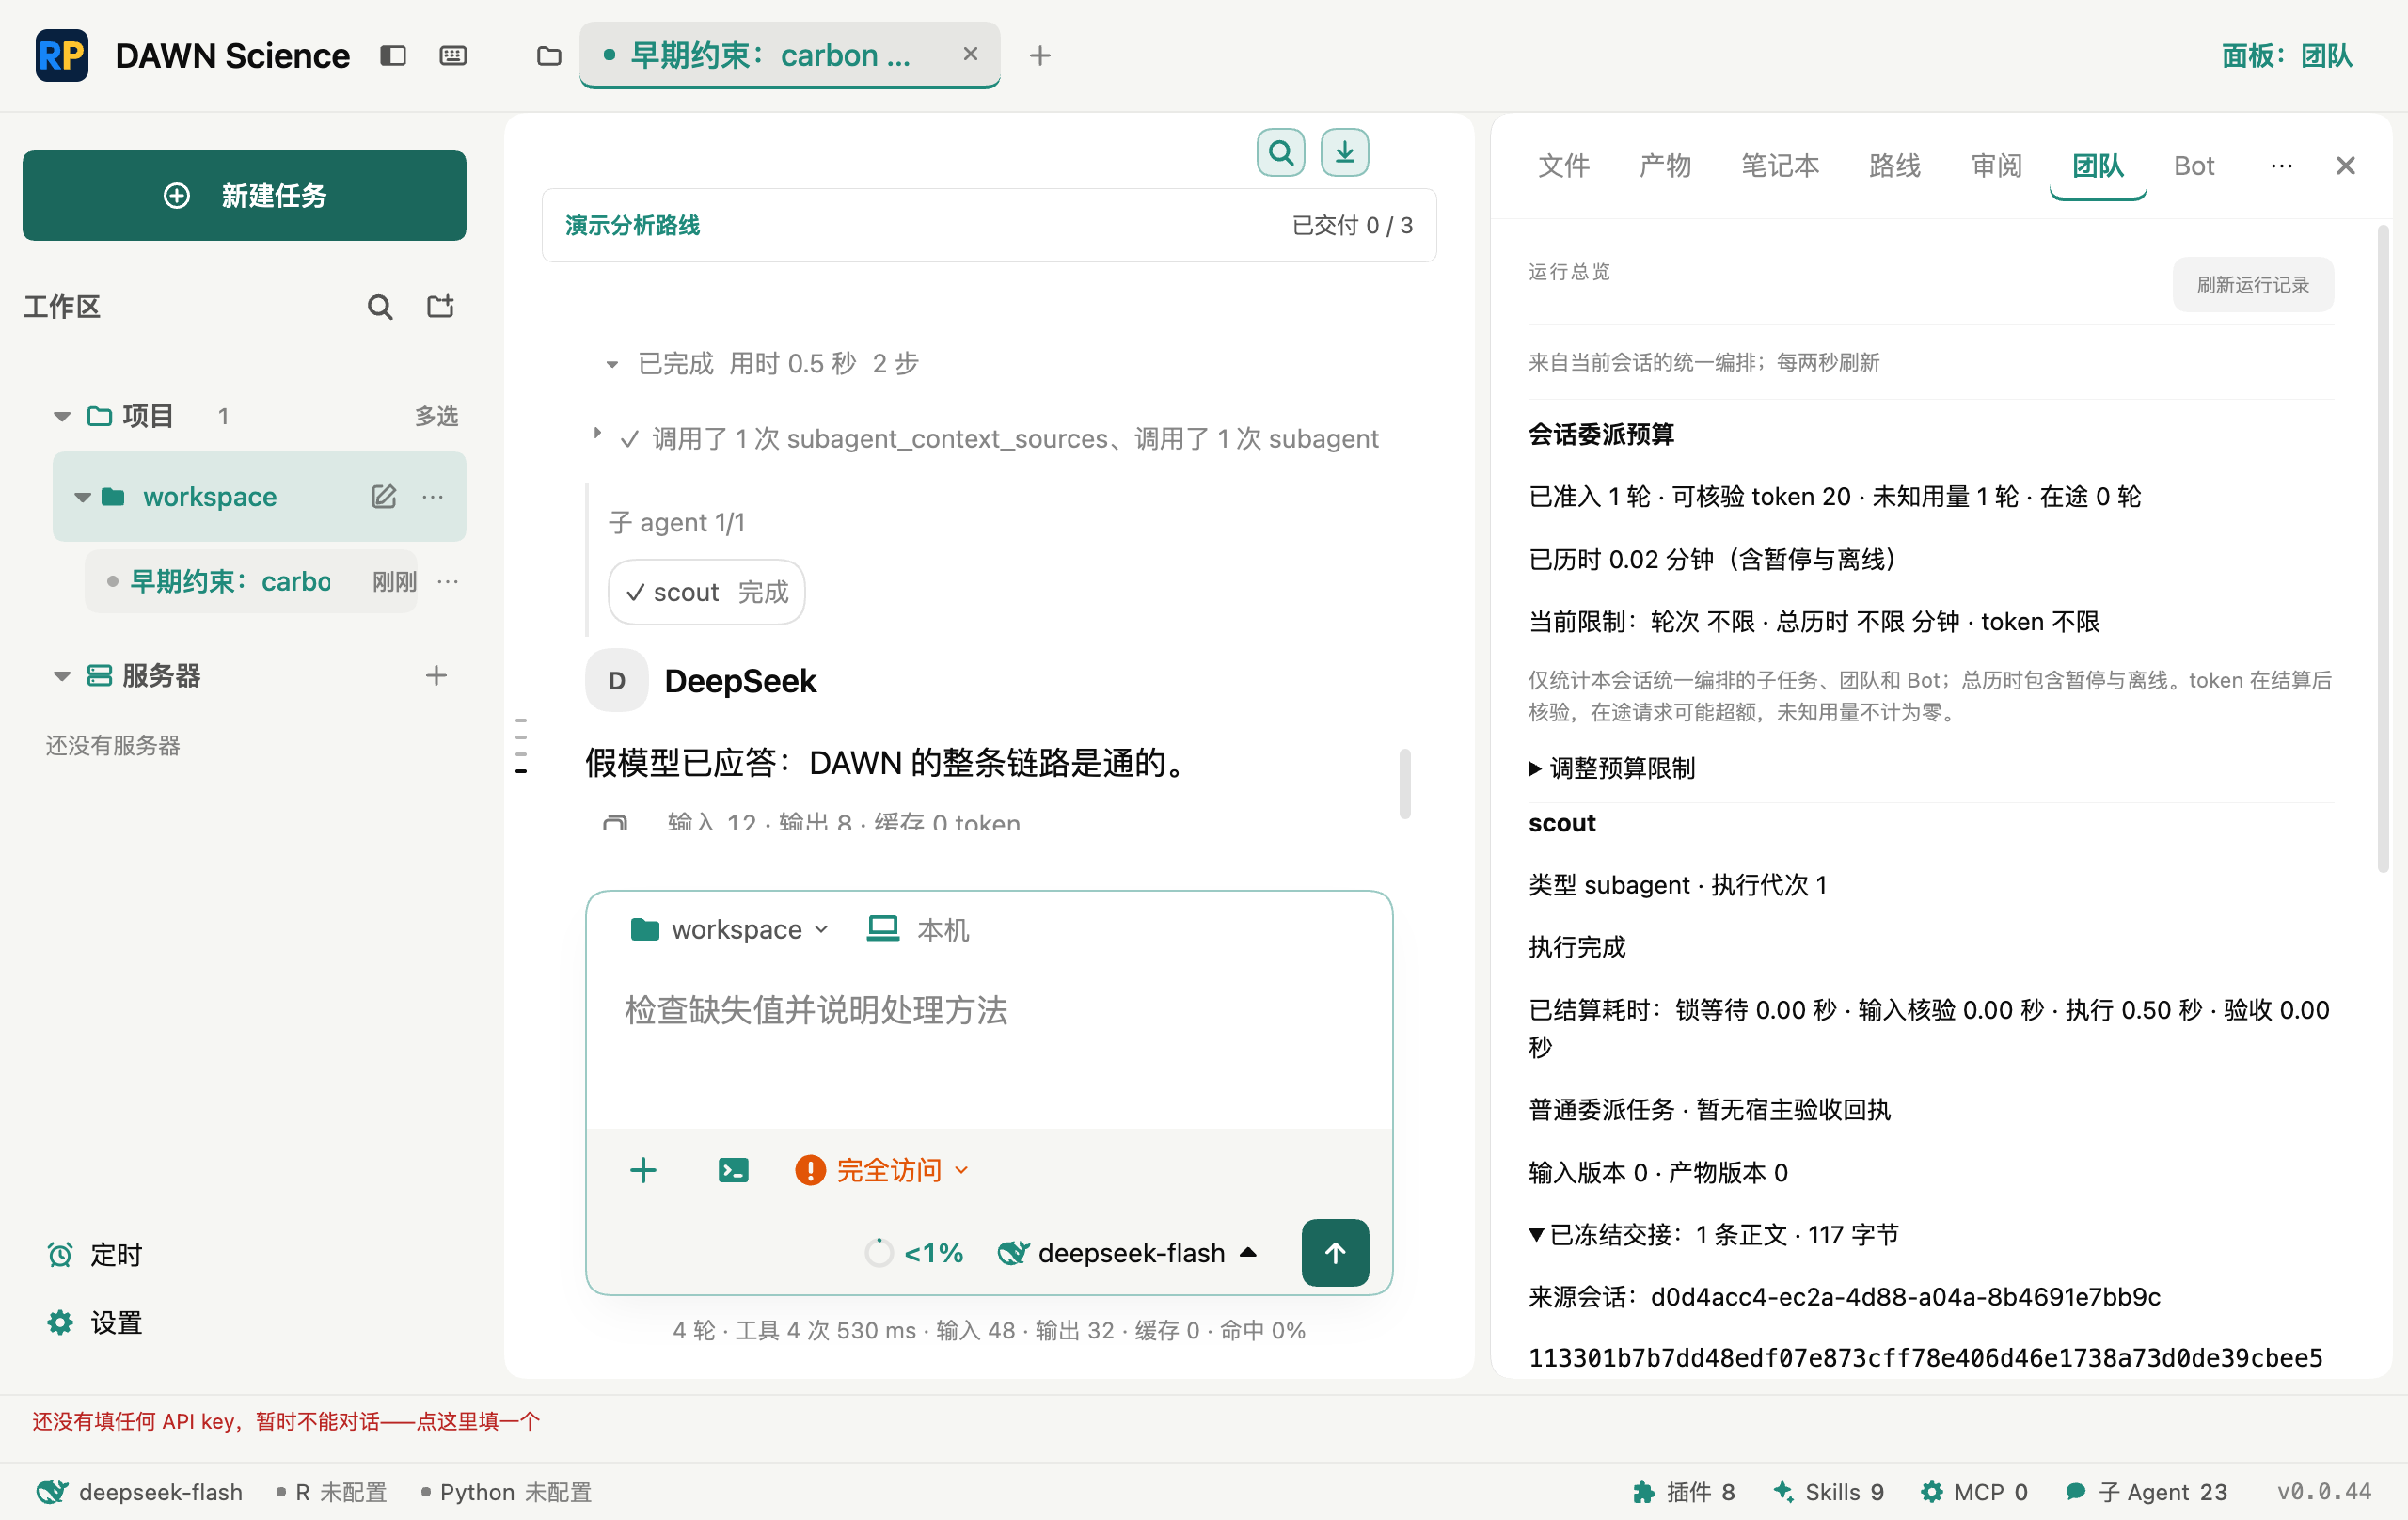 RP DAWN Science
早期约束：carbon ...
面板：团队
新建任务
工作区
项目 1 多选
workspace
早期约束：carbo 刚刚
服务器
还没有服务器
定时
设置
演示分析路线 已交付 0 / 3
已完成 用时 0.5 秒 2 步
调用了 1 次 subagent_context_sources、调用了 1 次 subagent
子 agent 1/1
scout 完成
D DeepSeek
假模型已应答：DAWN 的整条链路是通的。
输入 12 · 输出 8 · 缓存 0 token
workspace 本机
检查缺失值并说明处理方法
完全访问
<1% deepseek-flash
4 轮 · 工具 4 次 530 ms · 输入 48 · 输出 32 · 缓存 0 · 命中 0%
文件 产物 笔记本 路线 审阅 团队 Bot ...
运行总览 刷新运行记录
来自当前会话的统一编排；每两秒刷新
会话委派预算
已准入 1 轮 · 可核验 token 20 · 未知用量 1 轮 · 在途 0 轮
已历时 0.02 分钟（含暂停与离线）
当前限制：轮次 不限 · 总历时 不限 分钟 · token 不限
仅统计本会话统一编排的子任务、团队和 Bot；总历时包含暂停与离线。token 在结算后
核验，在途请求可能超额，未知用量不计为零。
调整预算限制
scout
类型 subagent · 执行代次 1
执行完成
已结算耗时：锁等待 0.00 秒 · 输入核验 0.00 秒 · 执行 0.50 秒 · 验收 0.00
秒
普通委派任务 · 暂无宿主验收回执
输入版本 0 · 产物版本 0
已冻结交接：1 条正文 · 117 字节
来源会话：d0d4acc4-ec2a-4d88-a04a-8b4691e7bb9c
113301b7b7dd48edf07e873cff78e406d46e1738a73d0de39cbee5
还没有填任何 API key，暂时不能对话——点这里填一个
deepseek-flash R 未配置 Python 未配置
插件 8 Skills 9 MCP 0 子 Agent 23 v0.0.44